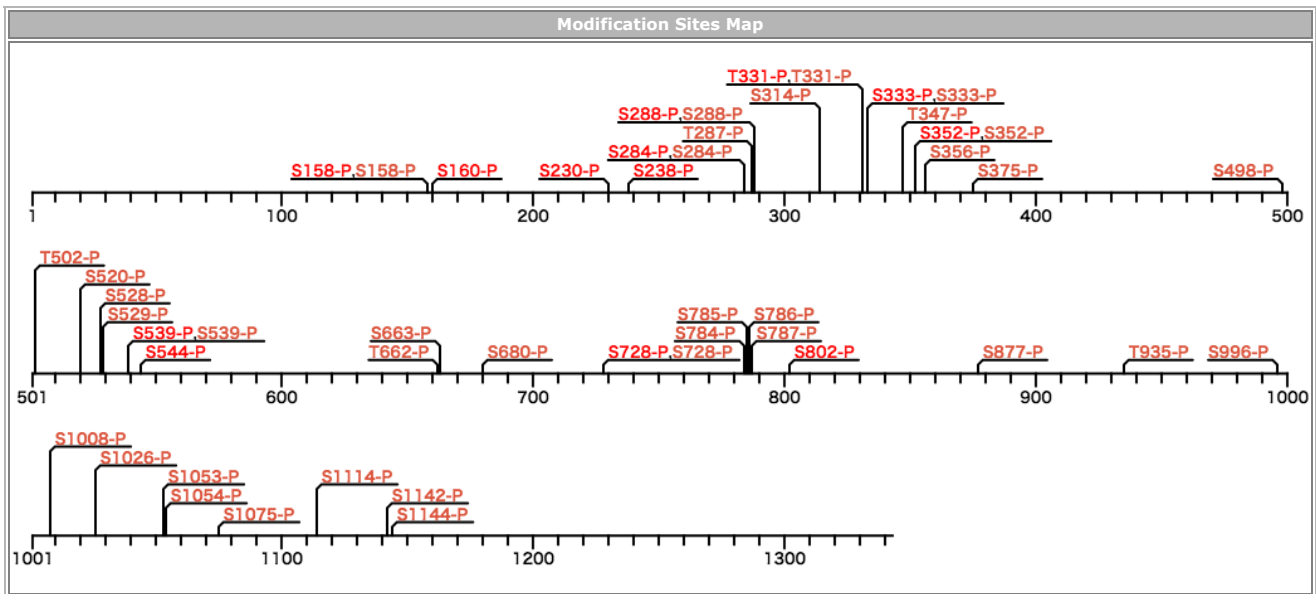 Modification Sites Map
T331-P,T331-P
S314-P S333-P,S333-P
S288-P,S288-P T347-P
T287-P S352-P,S352-P
S284-P,S284-P S356-P
S158-P,S158-P S160-P S230-P S238-P S375-P S498-P
1 100 200 300 400 500
T502-P
S520-P
S528-P
S529-P S785-P S786-P
S539-P,S539-P S663-P S784-P S787-P
S544-P T662-P S680-P S728-P,S728-P S802-P S877-P T935-P S996-P
501 600 700 800 900 1000
S1008-P
S1026-P
S1053-P S1114-P
S1054-P S1142-P
S1075-P S1144-P
1001 1100 1200 1300